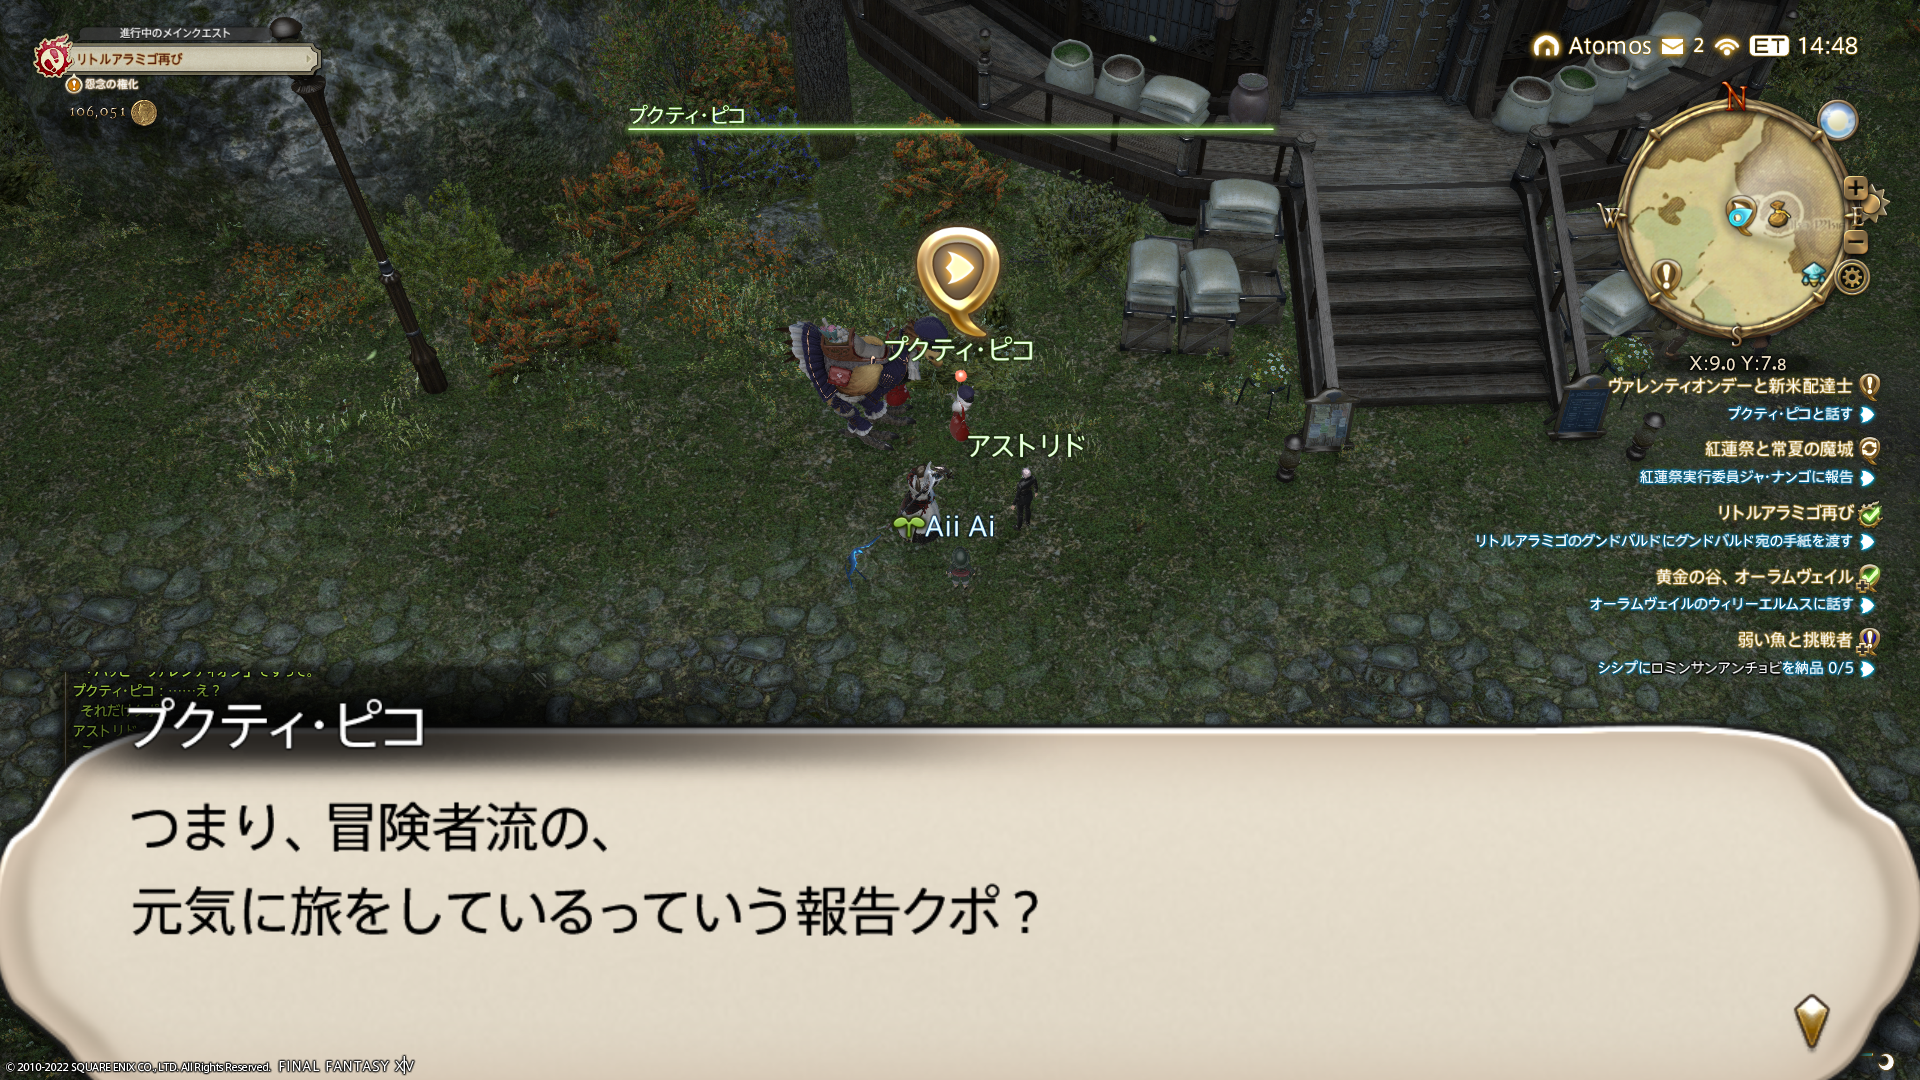 進行中のメインクエスト
リトルアラミゴ再び
怨念の権化
106,051
Atomos 2 ET 14:48
プクティ・ピコ
N
W
E
S
X:9.0 Y:7.8
プクティ・ピコ
アストリド
Aii Ai
ヴァレンティオンデーと新米配達士
プクティ・ピコと話す
紅蓮祭と常夏の魔城
紅蓮祭実行委員ジャ・ナンゴに報告
リトルアラミゴ再び
リトルアラミゴのグンドバルドにグンドバルド宛の手紙を渡す
黄金の谷、オーラムヴェイル
オーラムヴェイルのウィリーエルムスに話す
弱い魚と挑戦者
シシプにロミンサンアンチョビを納品 0/5
プクティ・ピコ：……え？
それだけ
アストリド
プクティ・ピコ
つまり、冒険者流の、
元気に旅をしているっていう報告クポ？
© 2010-2022 SQUARE ENIX CO., LTD. All Rights Reserved. FINAL FANTASY XIV